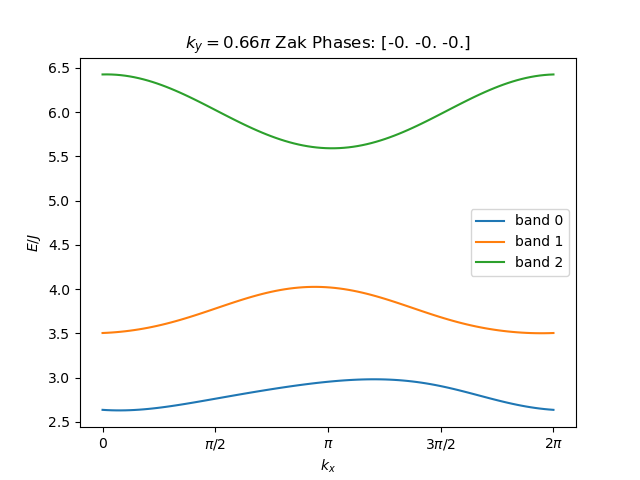 k_y = 0.66π Zak Phases: [-0. -0. -0.]
6.5
6.0
5.5
5.0
4.5
4.0
3.5
3.0
2.5
E/J
band 0
band 1
band 2
0
π/2
π
3π/2
2π
k_x